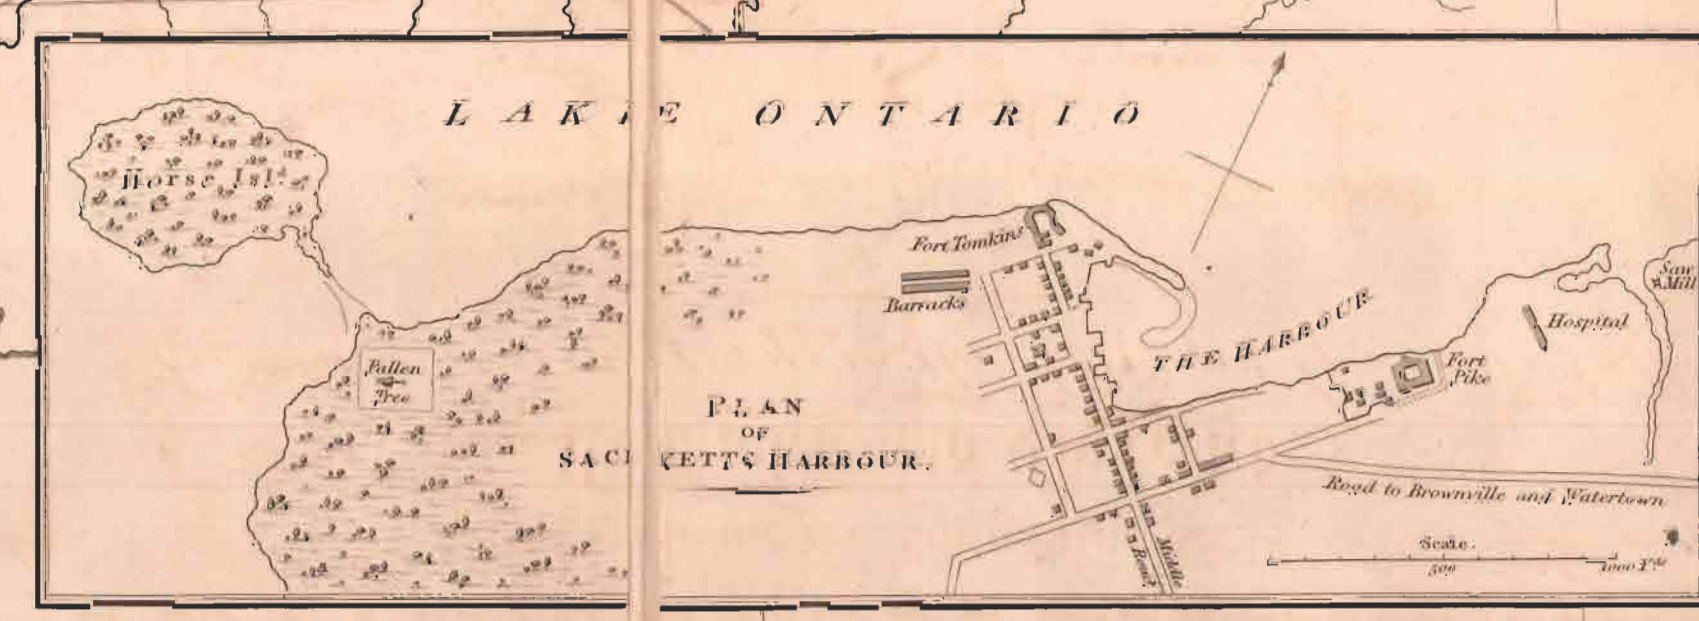 LAKE ONTARIO
Horse Isl.d
Fort Tomkins
Barracks
Saw
Mill
Hospital
THE HARBOUR
Fort
Pike
Fallen
Tree
PLAN
OF
SACKETTS HARBOUR.
Road to Brownville and Watertown
Middle
Road
Scale.
500
1000 Yds